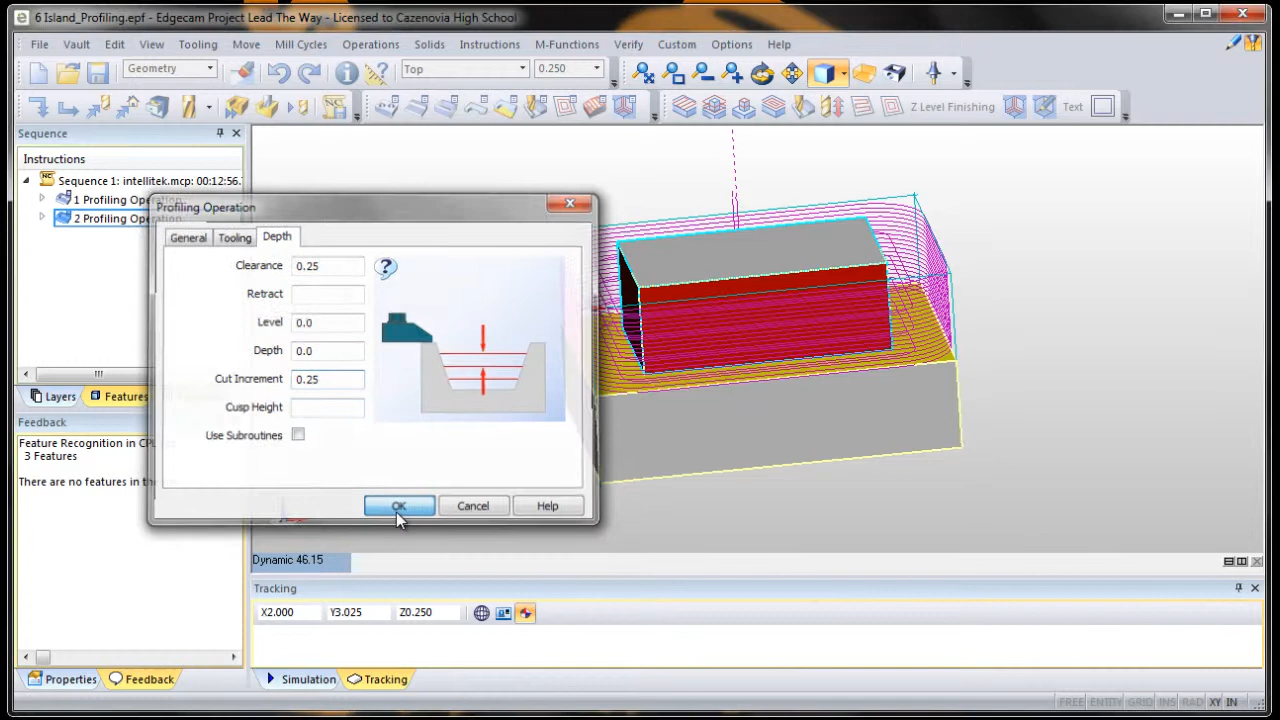 6 Island_Profiling.epf - Edgecam Project Lead The Way - Licensed to Cazenovia High School
File Vault Edit View Tooling Move Mill Cycles Operations Solids Instructions M-Functions Verify Custom Options Help
Geometry Top 0.250
Z Level Finishing Text
Sequence
Instructions
Sequence 1: intellitek.mcp: 00:12:56.
1 Profiling Operation
2 Profiling Operation
Profiling Operation
General Tooling Depth
Clearance 0.25
Retract
Level 0.0
Depth 0.0
Cut Increment 0.25
Cusp Height
Use Subroutines
OK Cancel Help
Layers Features
Feedback
Feature Recognition in CPL
3 Features
There are no features in the
Dynamic 46.15
Tracking
X2.000 Y3.025 Z0.250
Properties Feedback Simulation Tracking
FREE ENTITY GRID INS RAD XY IN